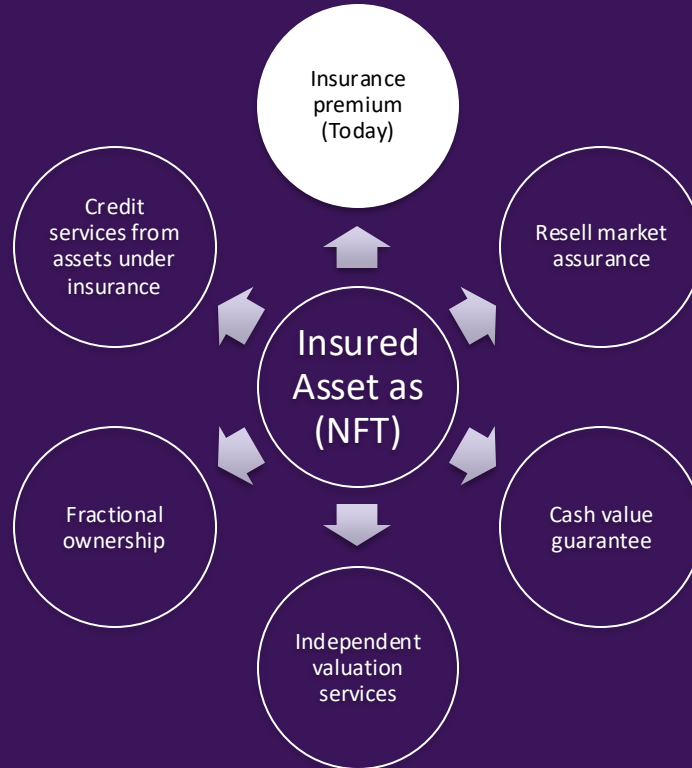 Insurance
premium
(Today)
Credit
services from
assets under
insurance
Resell market
assurance
Insured
Asset as
(NFT)
Fractional
ownership
Cash value
guarantee
Independent
valuation
services